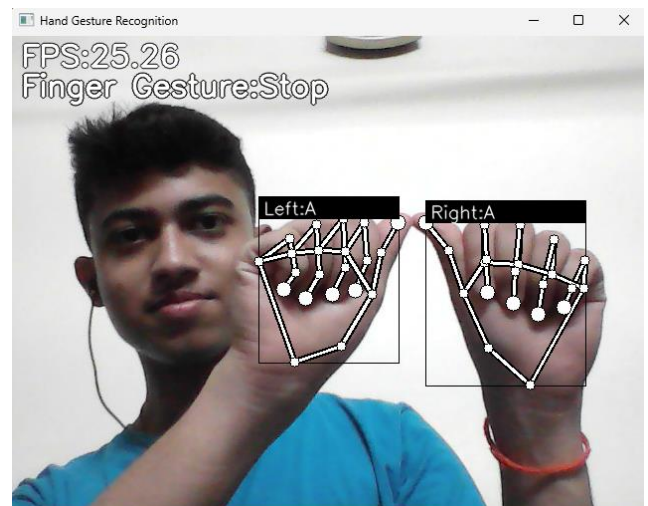 Hand Gesture Recognition
FPS:25.26
Finger Gesture:Stop
Left:A
Right:A